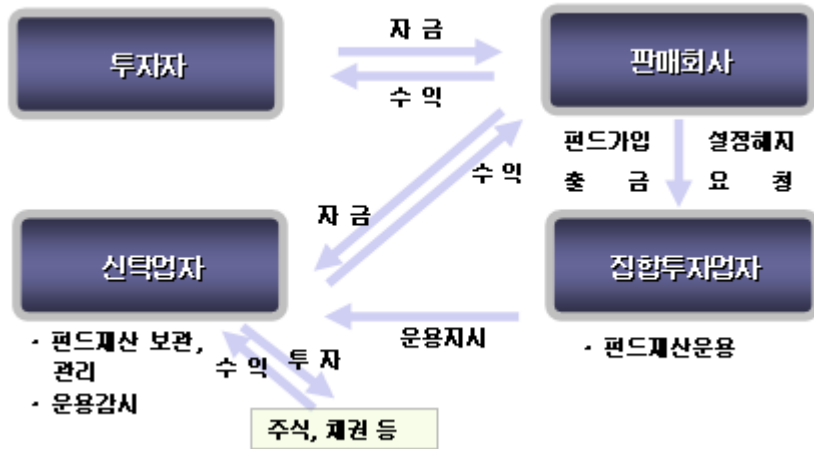 자 금
투자자
판매회사
수 익
펀드가입 설정해지
출 금 요 청
수 익
자 금
신탁업자
집합투자업자
운용지시
· 펀드재산 보관,
관리
· 운용감시
수 익
투 자
· 펀드재산운용
주식, 채권 등